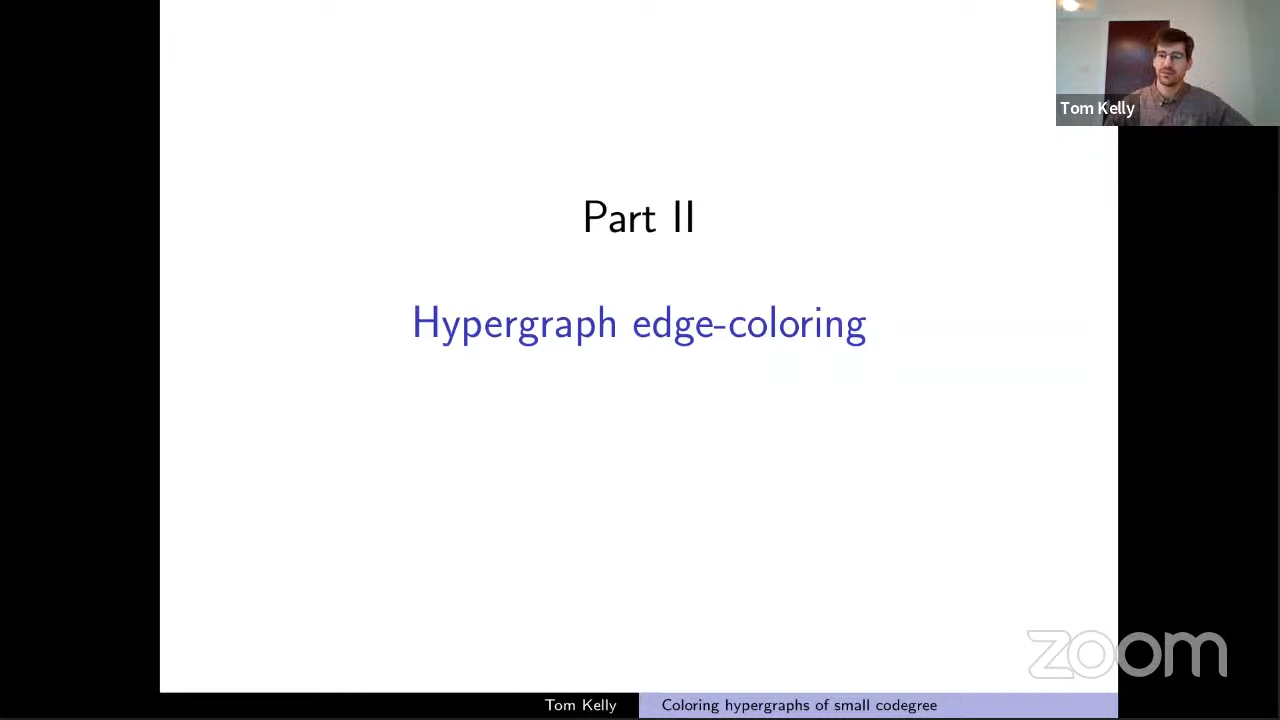 Tom Kelly
Part II
Hypergraph edge-coloring
zoom
Tom Kelly
Coloring hypergraphs of small codegree